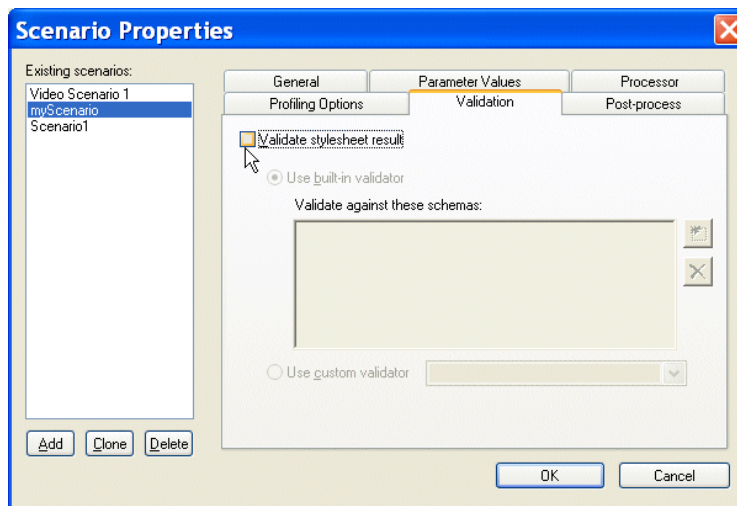 Scenario Properties
Existing scenarios:
Video Scenario 1
myScenario
Scenario1
Add Clone Delete
General Parameter Values Processor
Profiling Options Validation Post-process
Validate stylesheet result
Use built-in validator
Validate against these schemas:
Use custom validator
OK Cancel